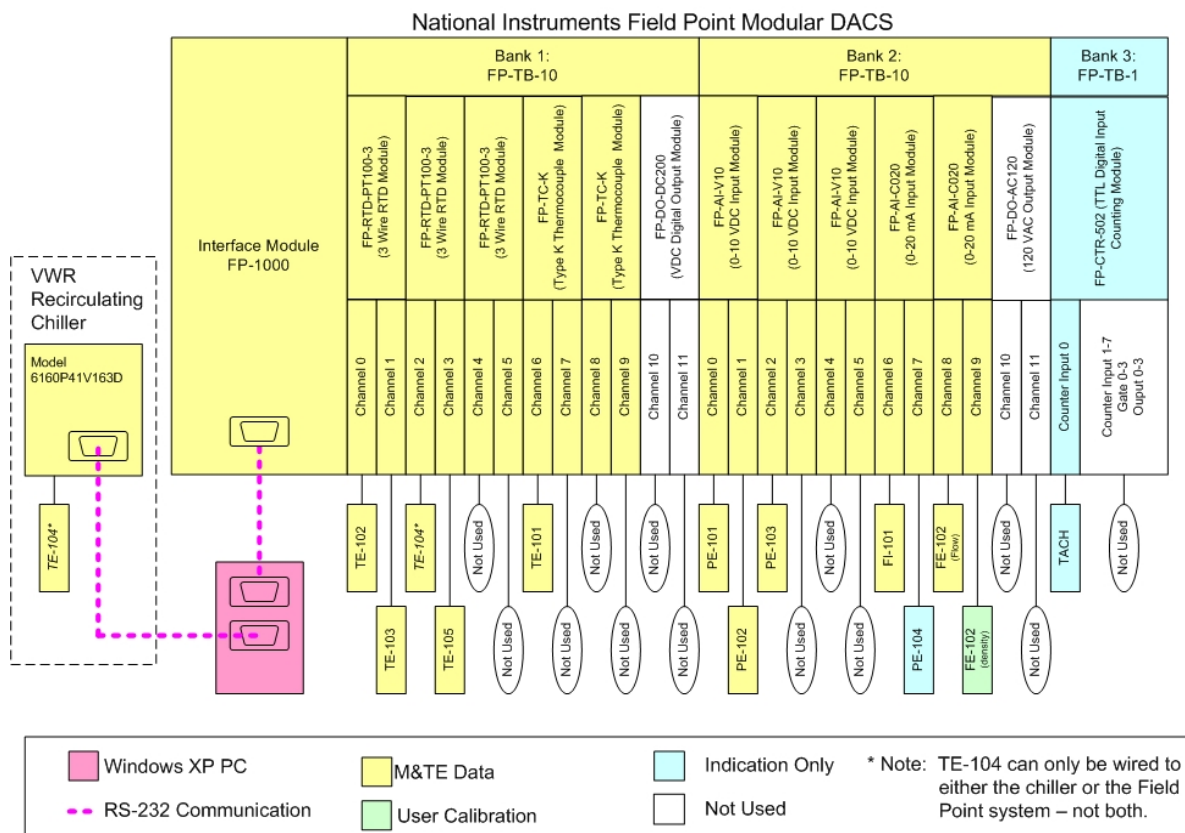 National Instruments Field Point Modular DACS
Bank 1:
FP-TB-10
Bank 2:
FP-TB-10
Bank 3:
FP-TB-1
Interface Module
FP-1000
FP-RTD-PT100-3
(3 Wire RTD Module)
FP-RTD-PT100-3
(3 Wire RTD Module)
FP-RTD-PT100-3
(3 Wire RTD Module)
FP-TC-K
(Type K Thermocouple Module)
FP-TC-K
(Type K Thermocouple Module)
FP-DO-DC200
(VDC Digital Output Module)
FP-AI-V10
(0-10 VDC Input Module)
FP-AI-V10
(0-10 VDC Input Module)
FP-AI-V10
(0-10 VDC Input Module)
FP-AI-C020
(0-20 mA Input Module)
FP-AI-C020
(0-20 mA Input Module)
FP-DO-AC120
(120 VAC Output Module)
FP-CTR-502 (TTL Digital Input
Counting Module)
VWR
Recirculating
Chiller
Model
6160P41V163D
Channel 0
Channel 1
Channel 2
Channel 3
Channel 4
Channel 5
Channel 6
Channel 7
Channel 8
Channel 9
Channel 10
Channel 11
Channel 0
Channel 1
Channel 2
Channel 3
Channel 4
Channel 5
Channel 6
Channel 7
Channel 8
Channel 9
Channel 10
Channel 11
Counter Input 0
Counter Input 1-7
Gate 0-3
Ouput 0-3
TE-104*
TE-102
TE-103
TE-104*
TE-105
Not Used
Not Used
TE-101
Not Used
Not Used
Not Used
Not Used
Not Used
PE-101
PE-102
PE-103
Not Used
Not Used
Not Used
FI-101
PE-104
FE-102
(Flow)
FE-102
(density)
Not Used
Not Used
TACH
Not Used
Windows XP PC
RS-232 Communication
M&TE Data
User Calibration
Indication Only
Not Used
* Note: TE-104 can only be wired to
either the chiller or the Field
Point system – not both.